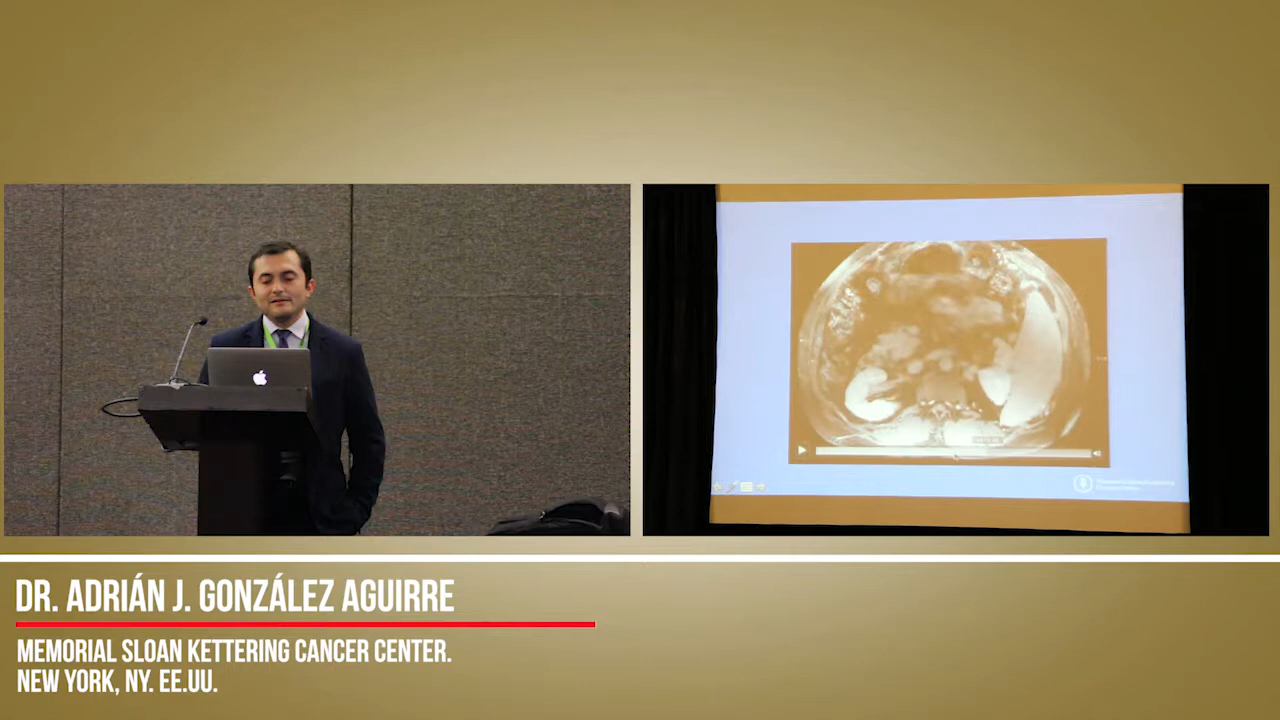 DR. ADRIÁN J. GONZÁLEZ AGUIRRE
MEMORIAL SLOAN KETTERING CANCER CENTER.
NEW YORK, NY. EE.UU.